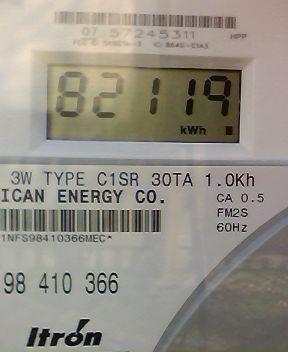 07 57245311
HPP
82119
kWh
3W TYPE C1SR 30TA 1.0Kh
ICAN ENERGY CO.
CA 0.5
FM2S
60Hz
1NFS98410366MEC*
98 410 366
Itron